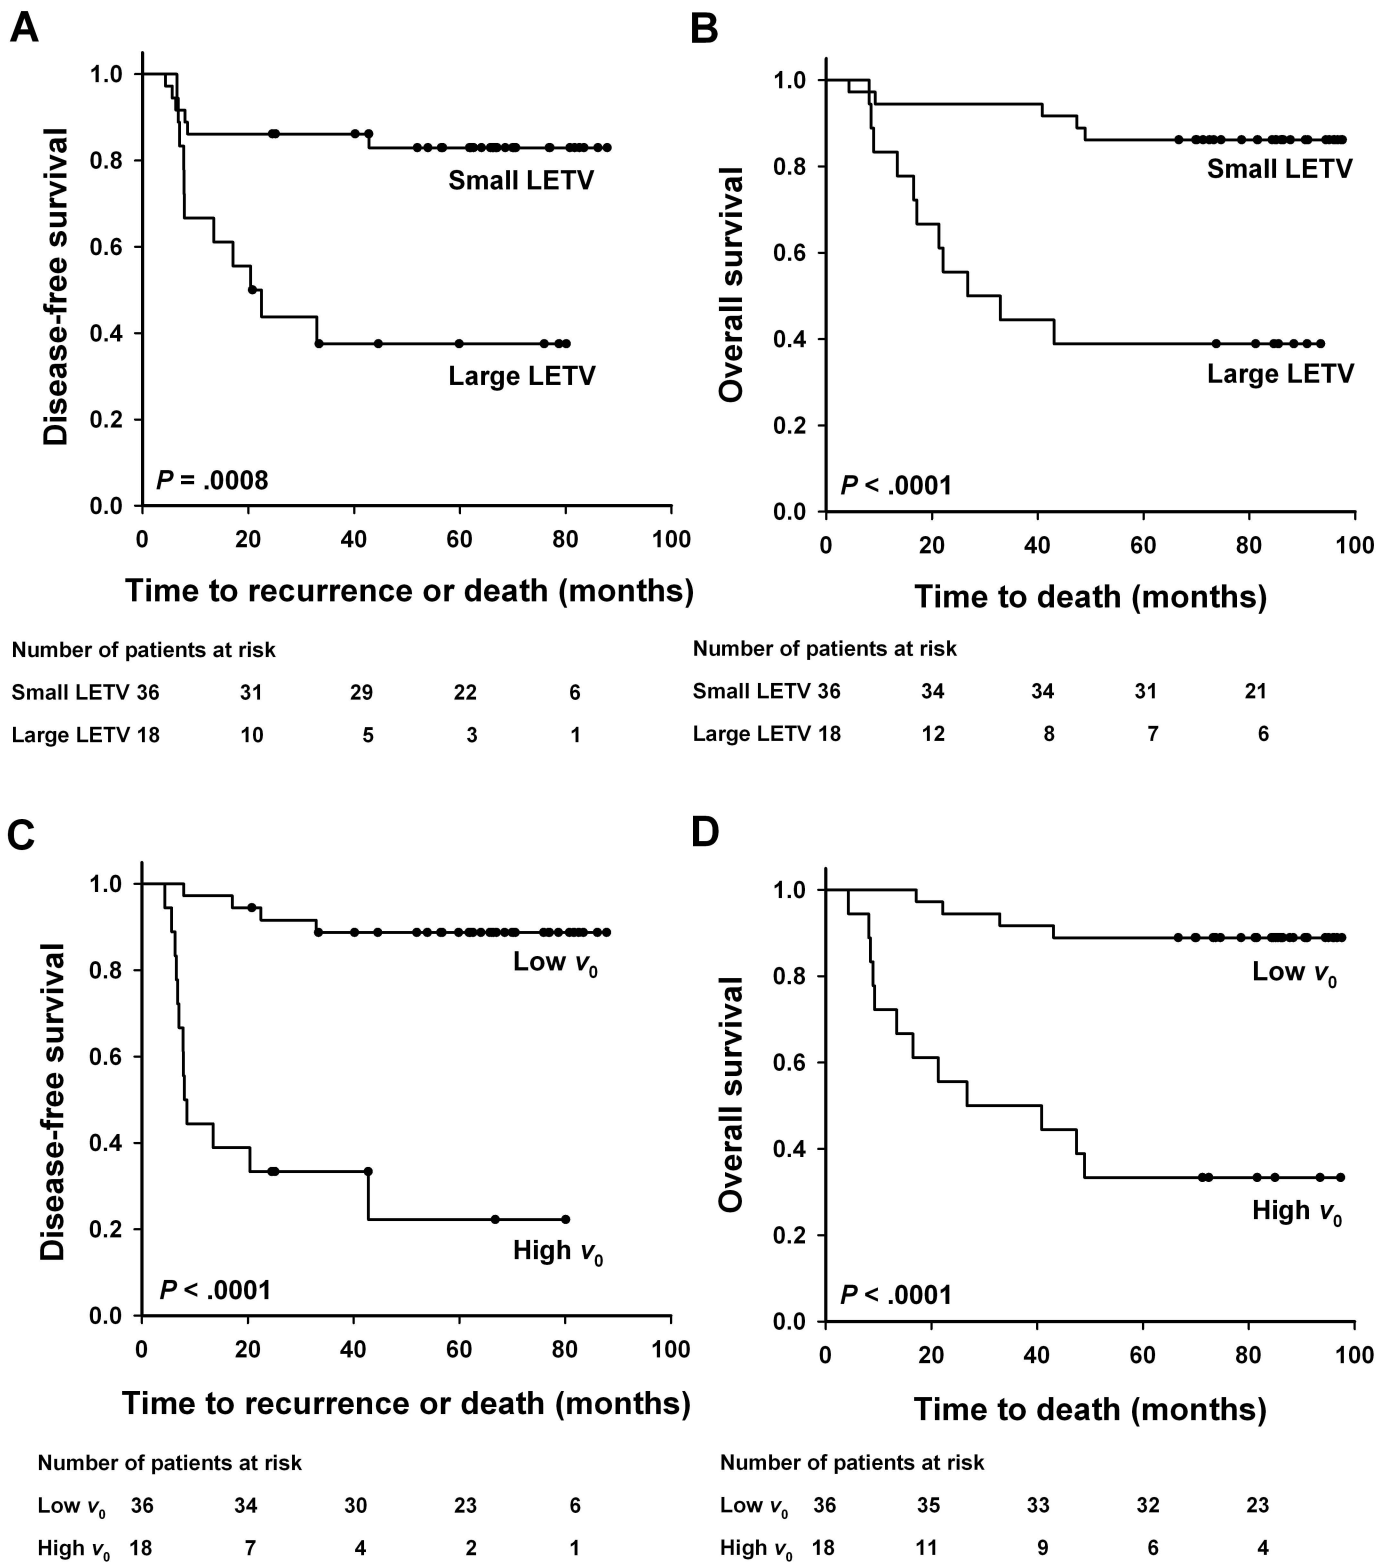 A
Disease-free survival
1.0
0.8
0.6
0.4
0.2
0.0
Small LETV
Large LETV
P = .0008
0 20 40 60 80 100
Time to recurrence or death (months)
Number of patients at risk
Small LETV 36 31 29 22 6
Large LETV 18 10 5 3 1
B
Overall survival
1.0
0.8
0.6
0.4
0.2
0.0
Small LETV
Large LETV
P < .0001
0 20 40 60 80 100
Time to death (months)
Number of patients at risk
Small LETV 36 34 34 31 21
Large LETV 18 12 8 7 6
C
Disease-free survival
1.0
0.8
0.6
0.4
0.2
0.0
Low v0
High v0
P < .0001
0 20 40 60 80 100
Time to recurrence or death (months)
Number of patients at risk
Low v0 36 34 30 23 6
High v0 18 7 4 2 1
D
Overall survival
1.0
0.8
0.6
0.4
0.2
0.0
Low v0
High v0
P < .0001
0 20 40 60 80 100
Time to death (months)
Number of patients at risk
Low v0 36 35 33 32 23
High v0 18 11 9 6 4